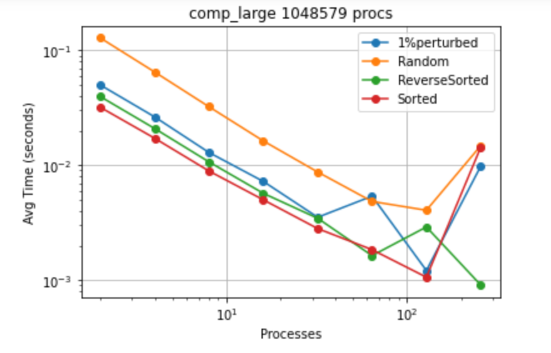 comp_large 1048579 procs
10⁻¹
10⁻²
10⁻³
Avg Time (seconds)
1%perturbed
Random
ReverseSorted
Sorted
10¹
10²
Processes